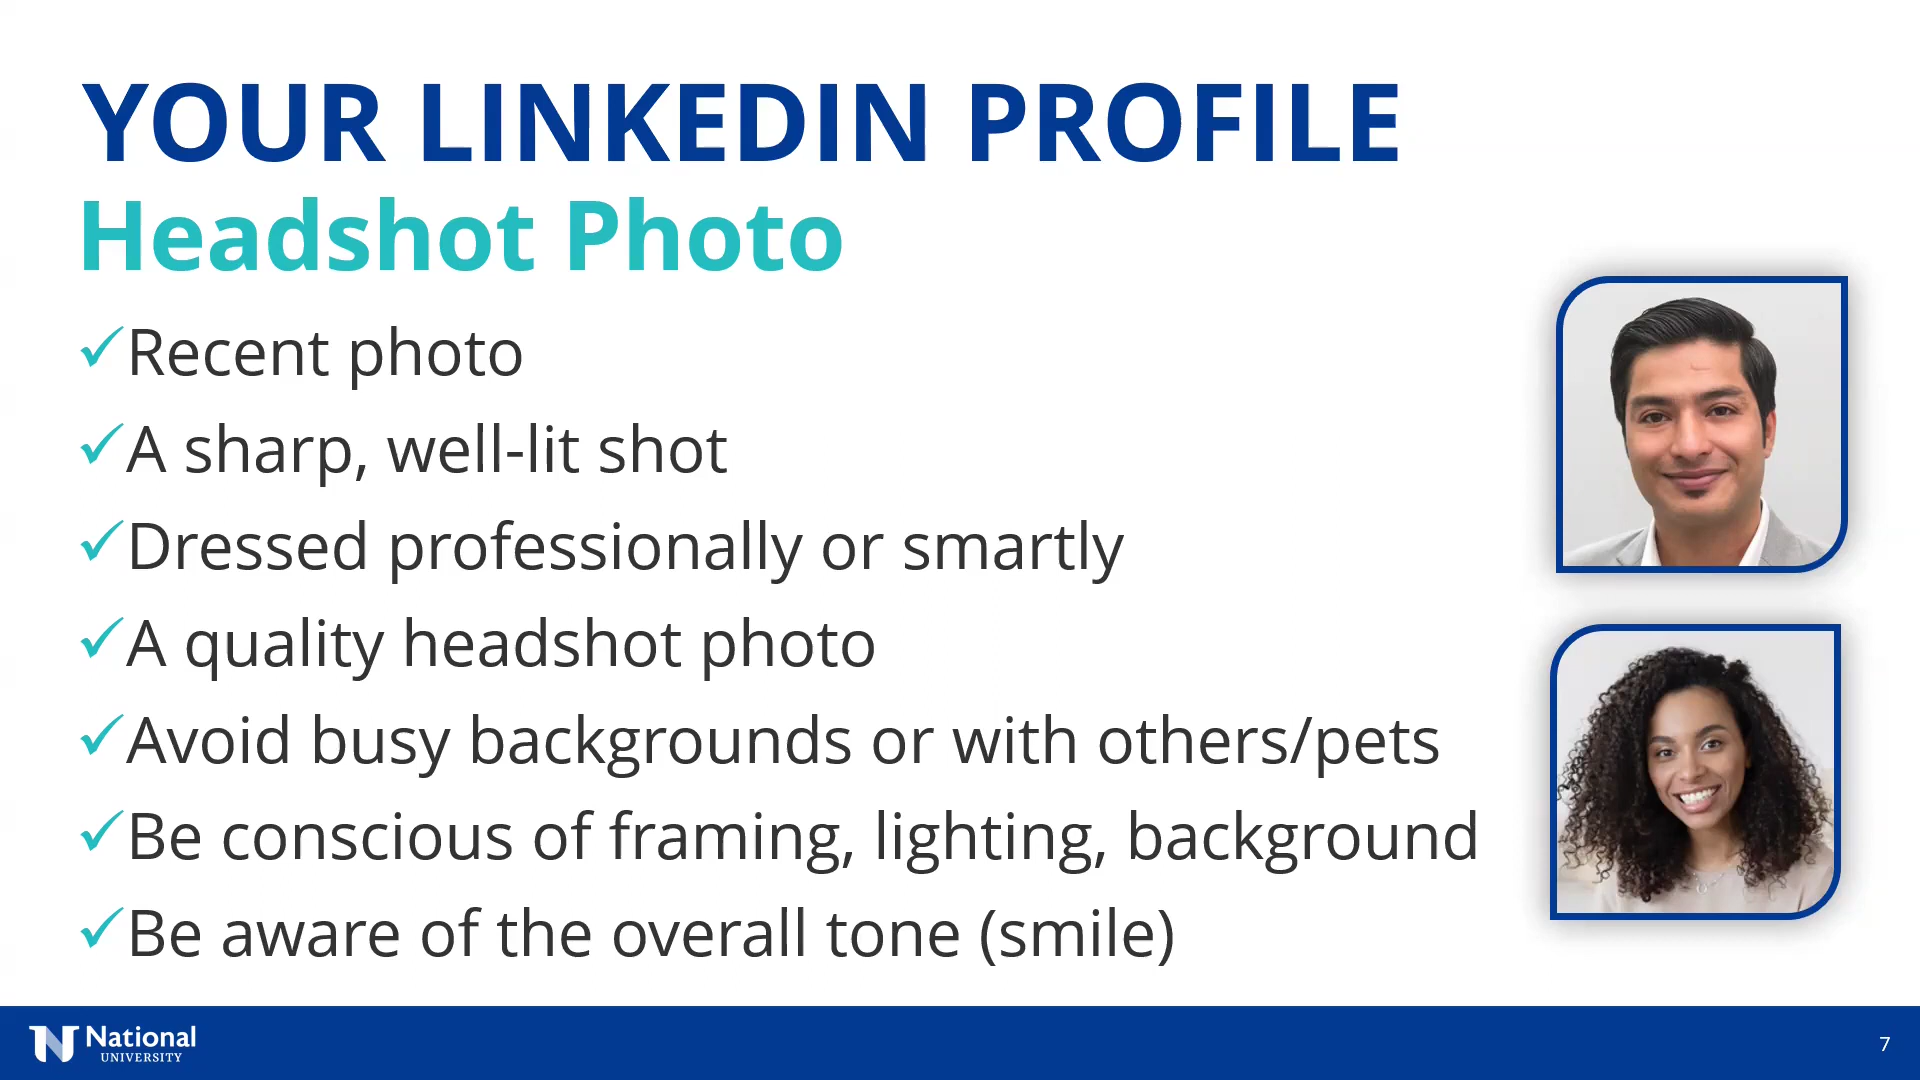 YOUR LINKEDIN PROFILE
Headshot Photo
Recent photo
A sharp, well-lit shot
Dressed professionally or smartly
A quality headshot photo
Avoid busy backgrounds or with others/pets
Be conscious of framing, lighting, background
Be aware of the overall tone (smile)
N National
UNIVERSITY
7